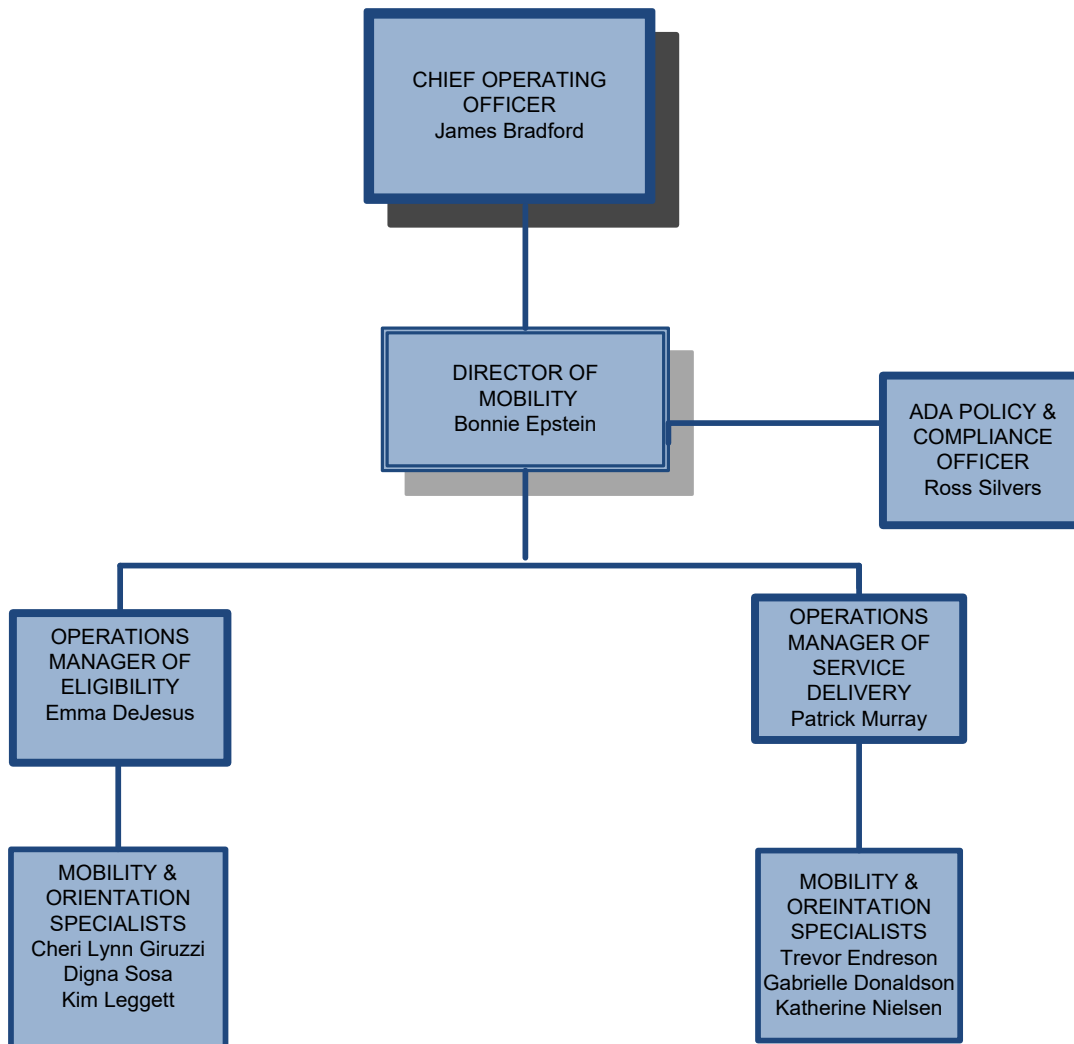 CHIEF OPERATING
OFFICER
James Bradford
DIRECTOR OF
MOBILITY
Bonnie Epstein
ADA POLICY &
COMPLIANCE
OFFICER
Ross Silvers
OPERATIONS
MANAGER OF
ELIGIBILITY
Emma DeJesus
OPERATIONS
MANAGER OF
SERVICE
DELIVERY
Patrick Murray
MOBILITY &
ORIENTATION
SPECIALISTS
Cheri Lynn Giruzzi
Digna Sosa
Kim Leggett
MOBILITY &
OREINTATION
SPECIALISTS
Trevor Endreson
Gabrielle Donaldson
Katherine Nielsen